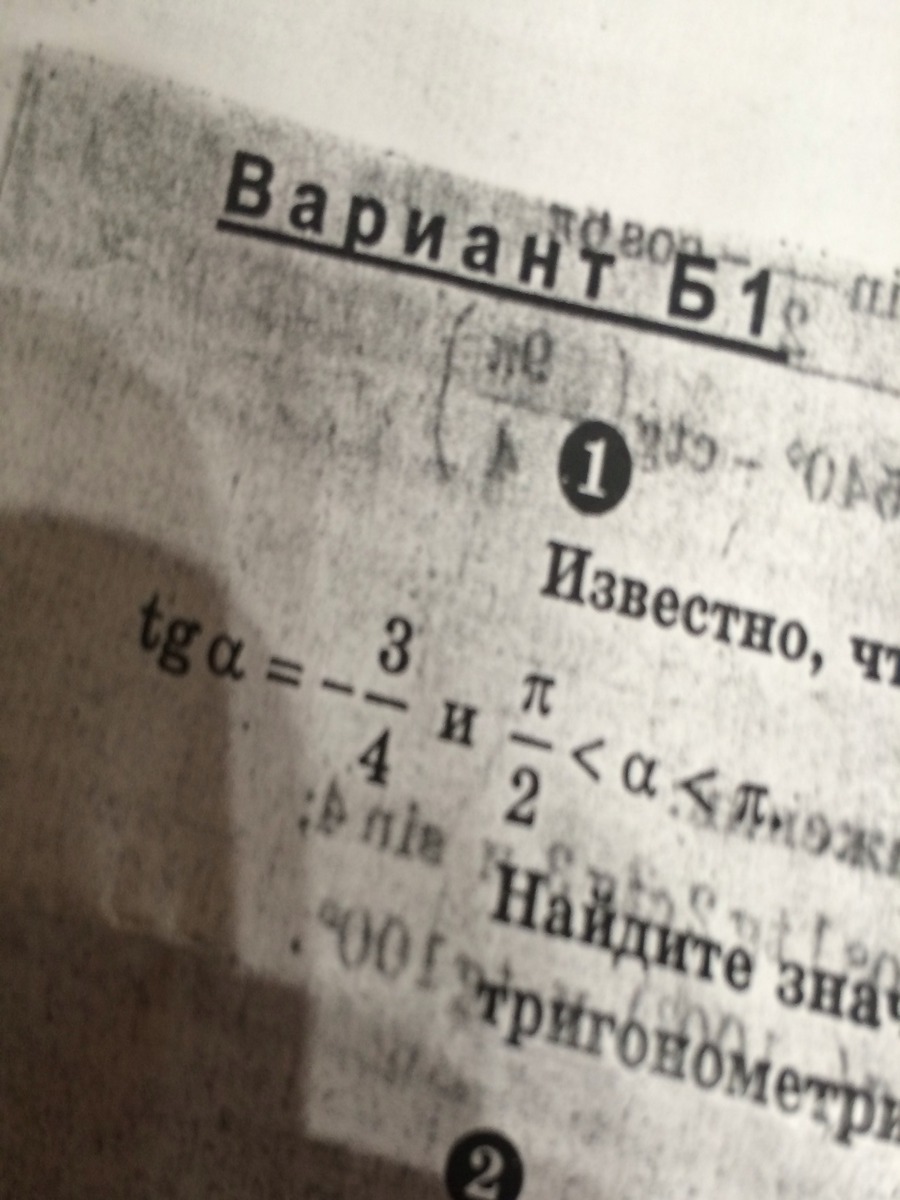 Вариант Б1
1
Известно, чт
tg α = -3/4 и π/2 < α < π.
Найдите знач
тригонометри
2